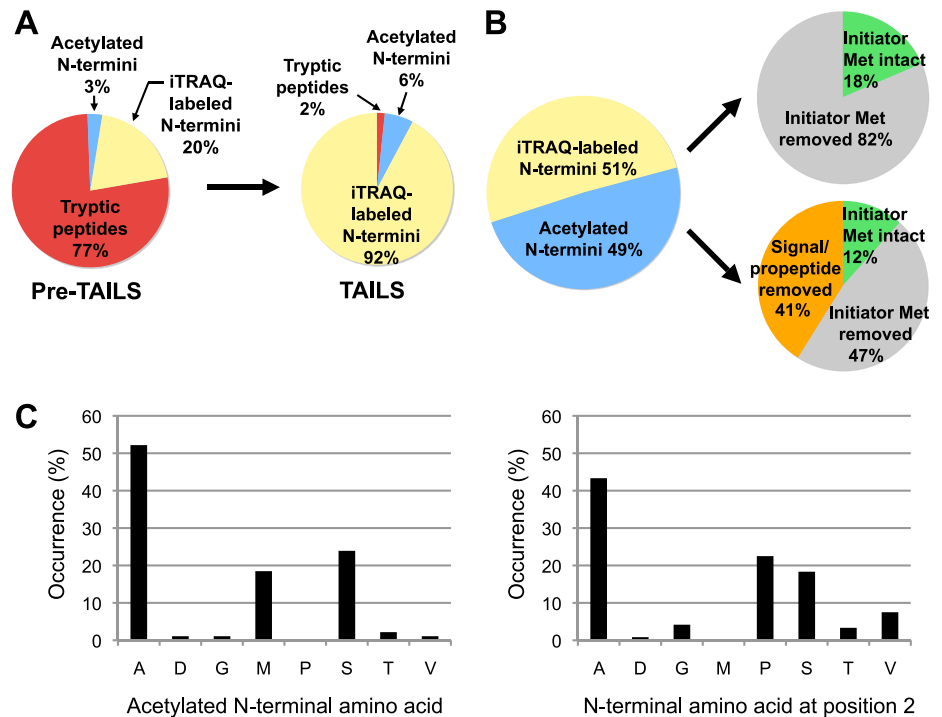 A
Acetylated
N-termini
3%
iTRAQ-
labeled
N-termini
20%
Tryptic
peptides
77%
Pre-TAILS
Tryptic
peptides
2%
Acetylated
N-termini
6%
iTRAQ-
labeled
N-termini
92%
TAILS
B
iTRAQ-labeled
N-termini 51%
Acetylated
N-termini 49%
Initiator
Met intact
18%
Initiator Met
removed 82%
Signal/
propeptide
removed
41%
Initiator
Met intact
12%
Initiator Met
removed
47%
C
Occurrence (%)
60
50
40
30
20
10
0
A D G M P S T V
Acetylated N-terminal amino acid
Occurrence (%)
60
50
40
30
20
10
0
A D G M P S T V
N-terminal amino acid at position 2